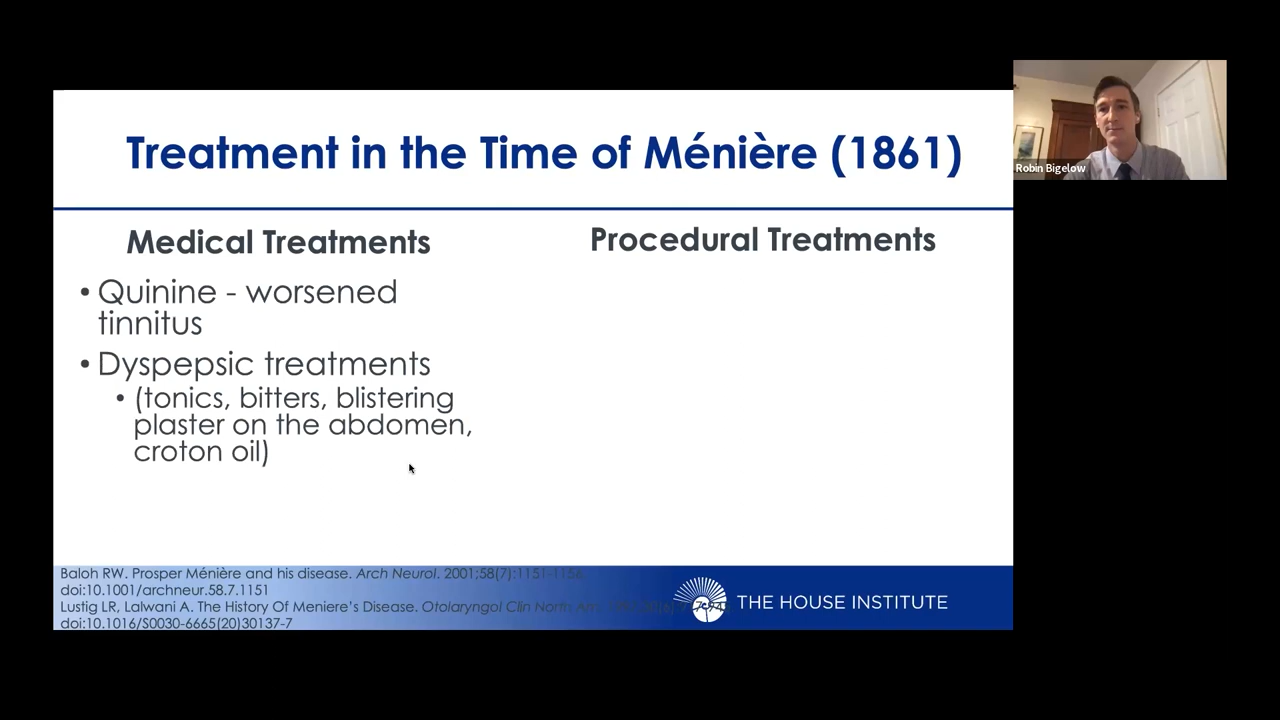 Treatment in the Time of Ménière (1861)
Robin Bigelow
Medical Treatments
Procedural Treatments
• Quinine - worsened
tinnitus
• Dyspepsic treatments
• (tonics, bitters, blistering
plaster on the abdomen,
croton oil)
Baloh RW. Prosper Ménière and his disease. Arch Neurol. 2001;58(7):1151-1156.
doi:10.1001/archneur.58.7.1151
Lustig LR, Lalwani A. The History Of Meniere's Disease. Otolaryngol Clin North Am.
doi:10.1016/S0030-6665(20)30137-7
THE HOUSE INSTITUTE